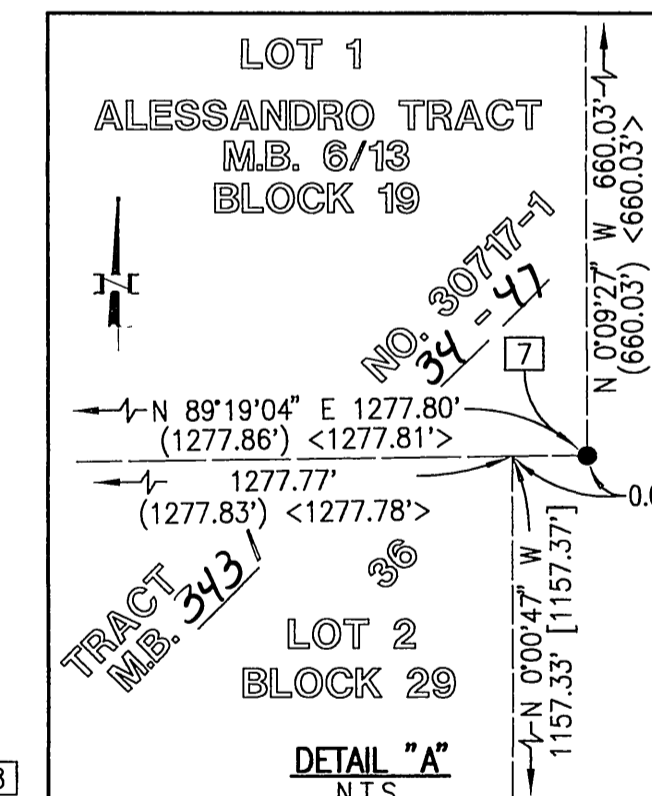 LOT 1
ALESSANDRO TRACT
M.B. 6/13
BLOCK 19
NO. 30717-1
34 - 47
7
N 0°09'27" W 660.03'
(660.03') <660.03'>
N 89°19'04" E 1277.80'
(1277.86') <1277.81'>
1277.77'
(1277.83') <1277.78'>
N 0°00'47" W
1157.33' [1157.37']
TRACT
M.B. 343/
36
LOT 2
BLOCK 29
DETAIL "A"
N.T.S.